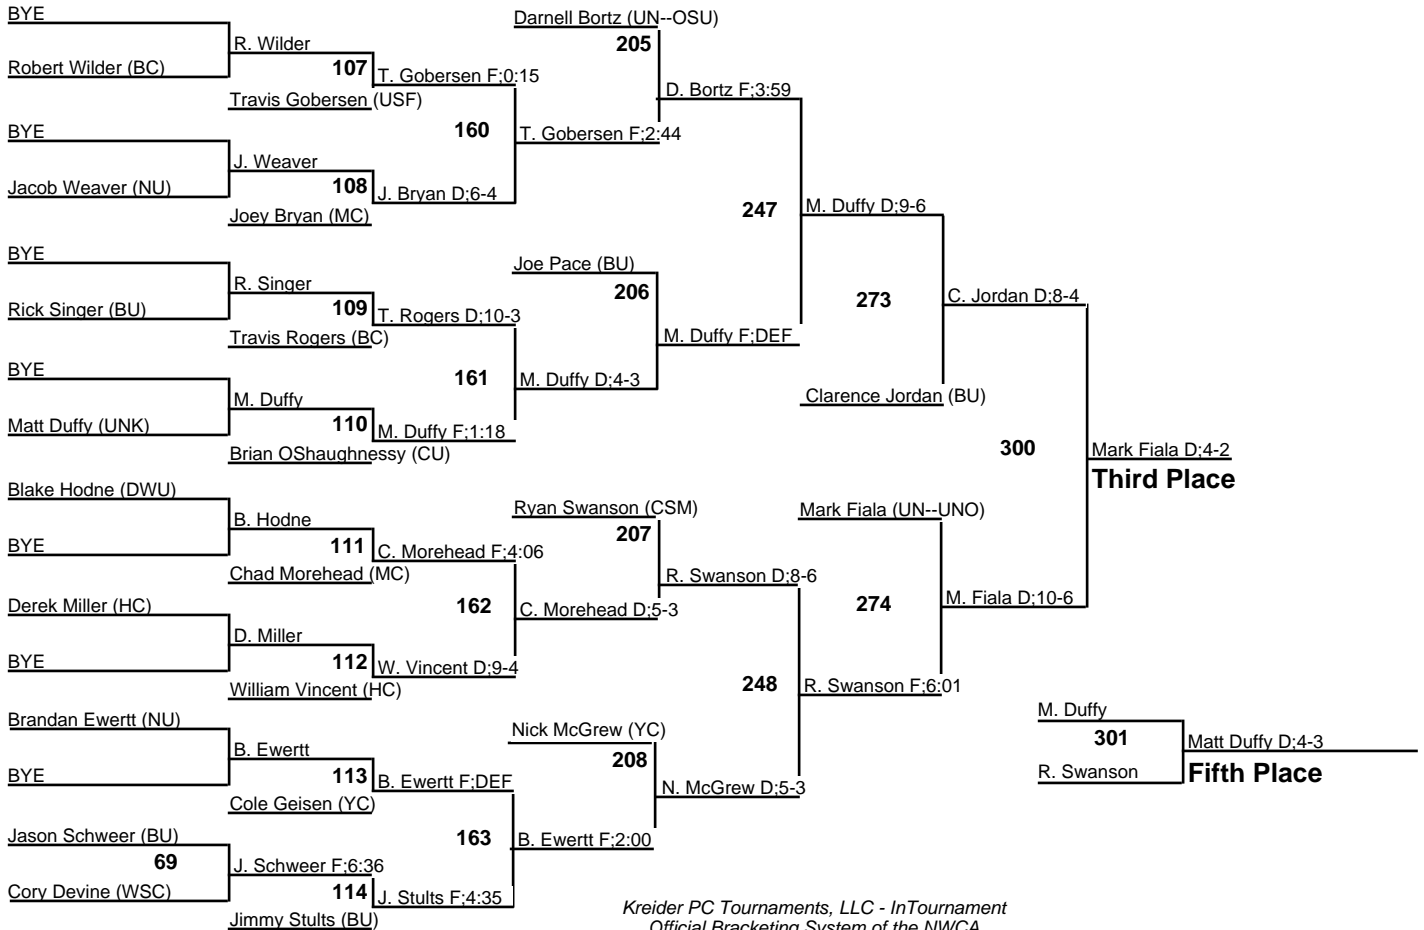 BYE
Robert Wilder (BC)
R. Wilder
107
Travis Gobersen (USF)
T. Gobersen F;0:15
BYE
Jacob Weaver (NU)
J. Weaver
108
Joey Bryan (MC)
J. Bryan D;6-4
160
T. Gobersen F;2:44
Darnell Bortz (UN--OSU)
205
D. Bortz F;3:59
BYE
Rick Singer (BU)
R. Singer
109
Travis Rogers (BC)
T. Rogers D;10-3
BYE
Matt Duffy (UNK)
M. Duffy
110
Brian OShaughnessy (CU)
M. Duffy F;1:18
161
M. Duffy D;4-3
Joe Pace (BU)
206
M. Duffy F;DEF
247
M. Duffy D;9-6
273
Clarence Jordan (BU)
C. Jordan D;8-4
Blake Hodne (DWU)
BYE
B. Hodne
111
Chad Morehead (MC)
C. Morehead F;4:06
Derek Miller (HC)
BYE
D. Miller
112
William Vincent (HC)
W. Vincent D;9-4
162
C. Morehead D;5-3
Ryan Swanson (CSM)
207
R. Swanson D;8-6
Brandan Ewertt (NU)
BYE
B. Ewertt
113
Cole Geisen (YC)
B. Ewertt F;DEF
Jason Schweer (BU)
69
Cory Devine (WSC)
J. Schweer F;6:36
114
Jimmy Stults (BU)
J. Stults F;4:35
163
B. Ewertt F;2:00
Nick McGrew (YC)
208
N. McGrew D;5-3
248
R. Swanson F;6:01
Mark Fiala (UN--UNO)
274
M. Fiala D;10-6
300
Mark Fiala D;4-2
Third Place
M. Duffy
301
R. Swanson
Matt Duffy D;4-3
Fifth Place
Kreider PC Tournaments, LLC - InTournament
Official Bracketing System of the NWCA